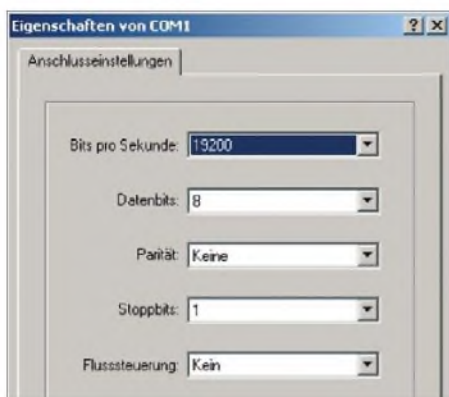 Eigenschaften von COM1
Anschlusseinstellungen
Bits pro Sekunde: 19200
Datenbits: 8
Parität: Keine
Stoppbits: 1
Flusssteuerung: Kein